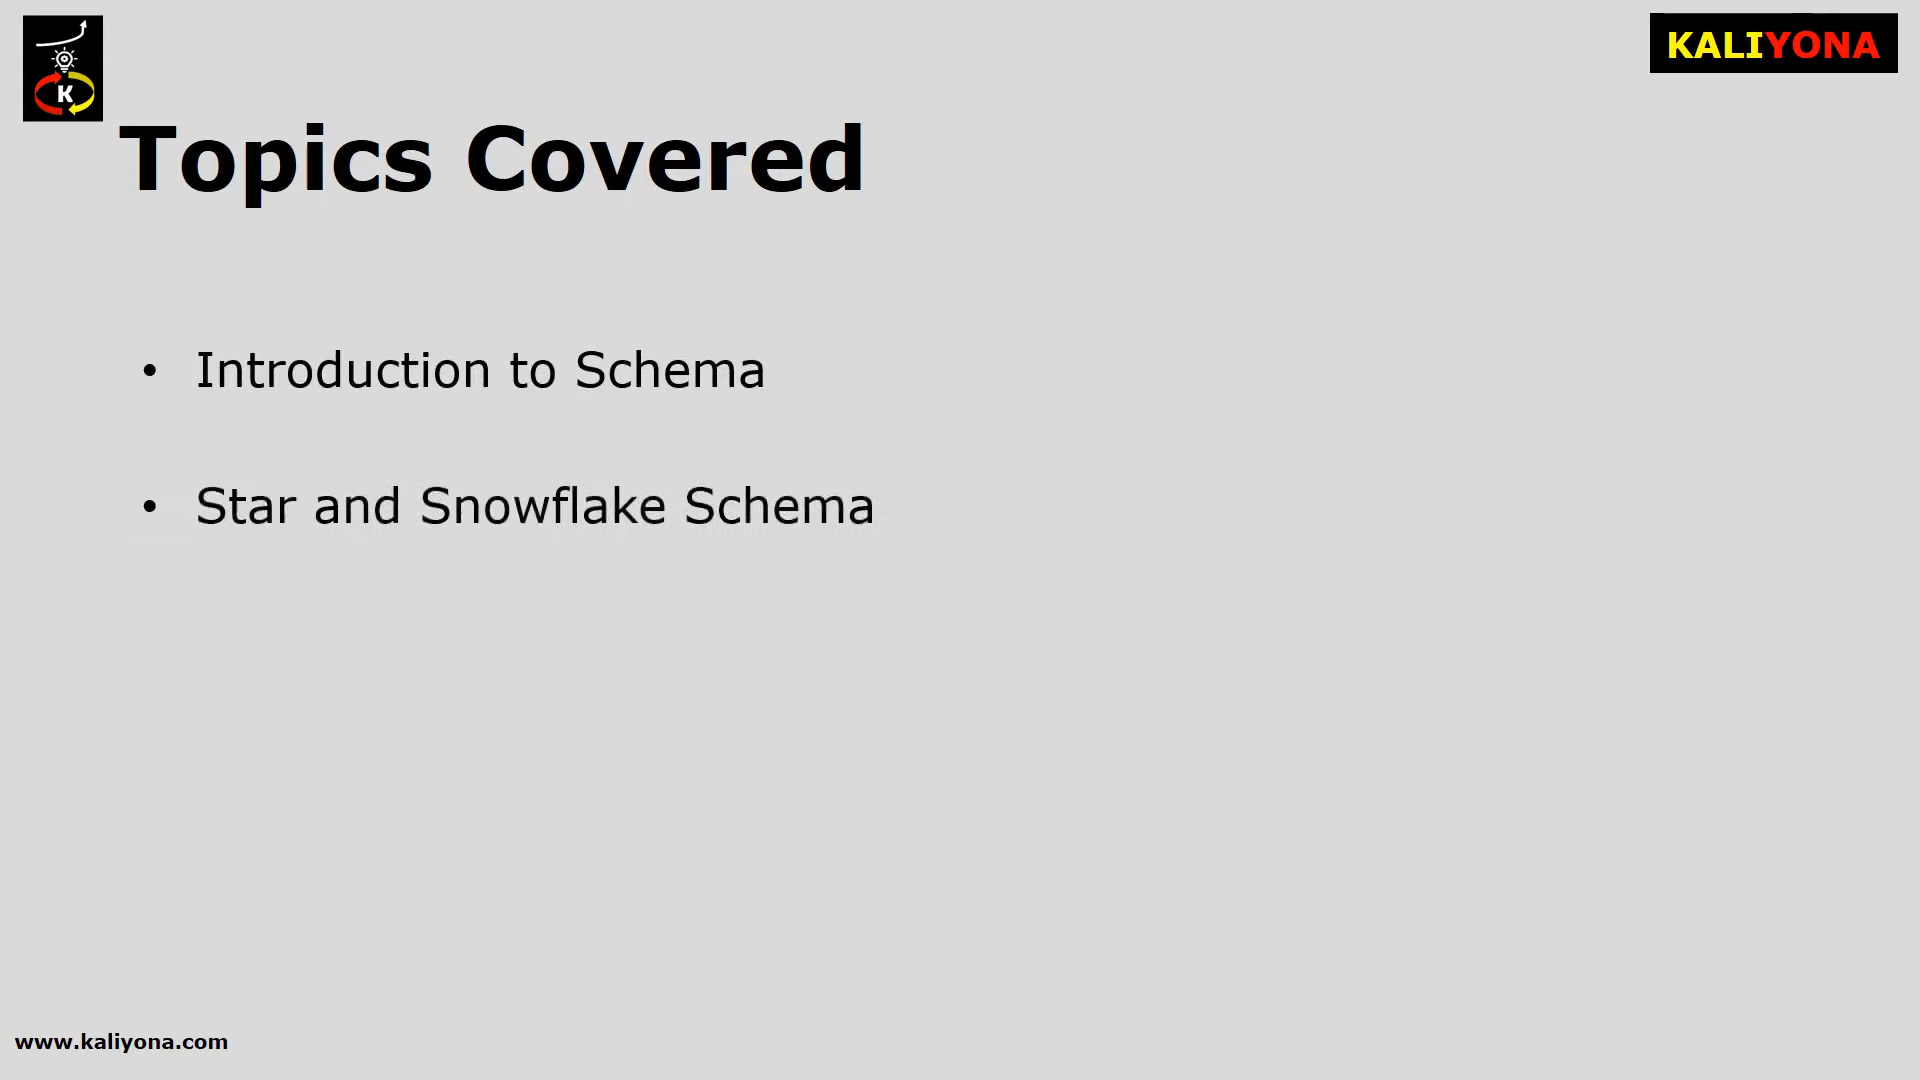 K
KALIYONA
Topics Covered
• Introduction to Schema
• Star and Snowflake Schema
www.kaliyona.com